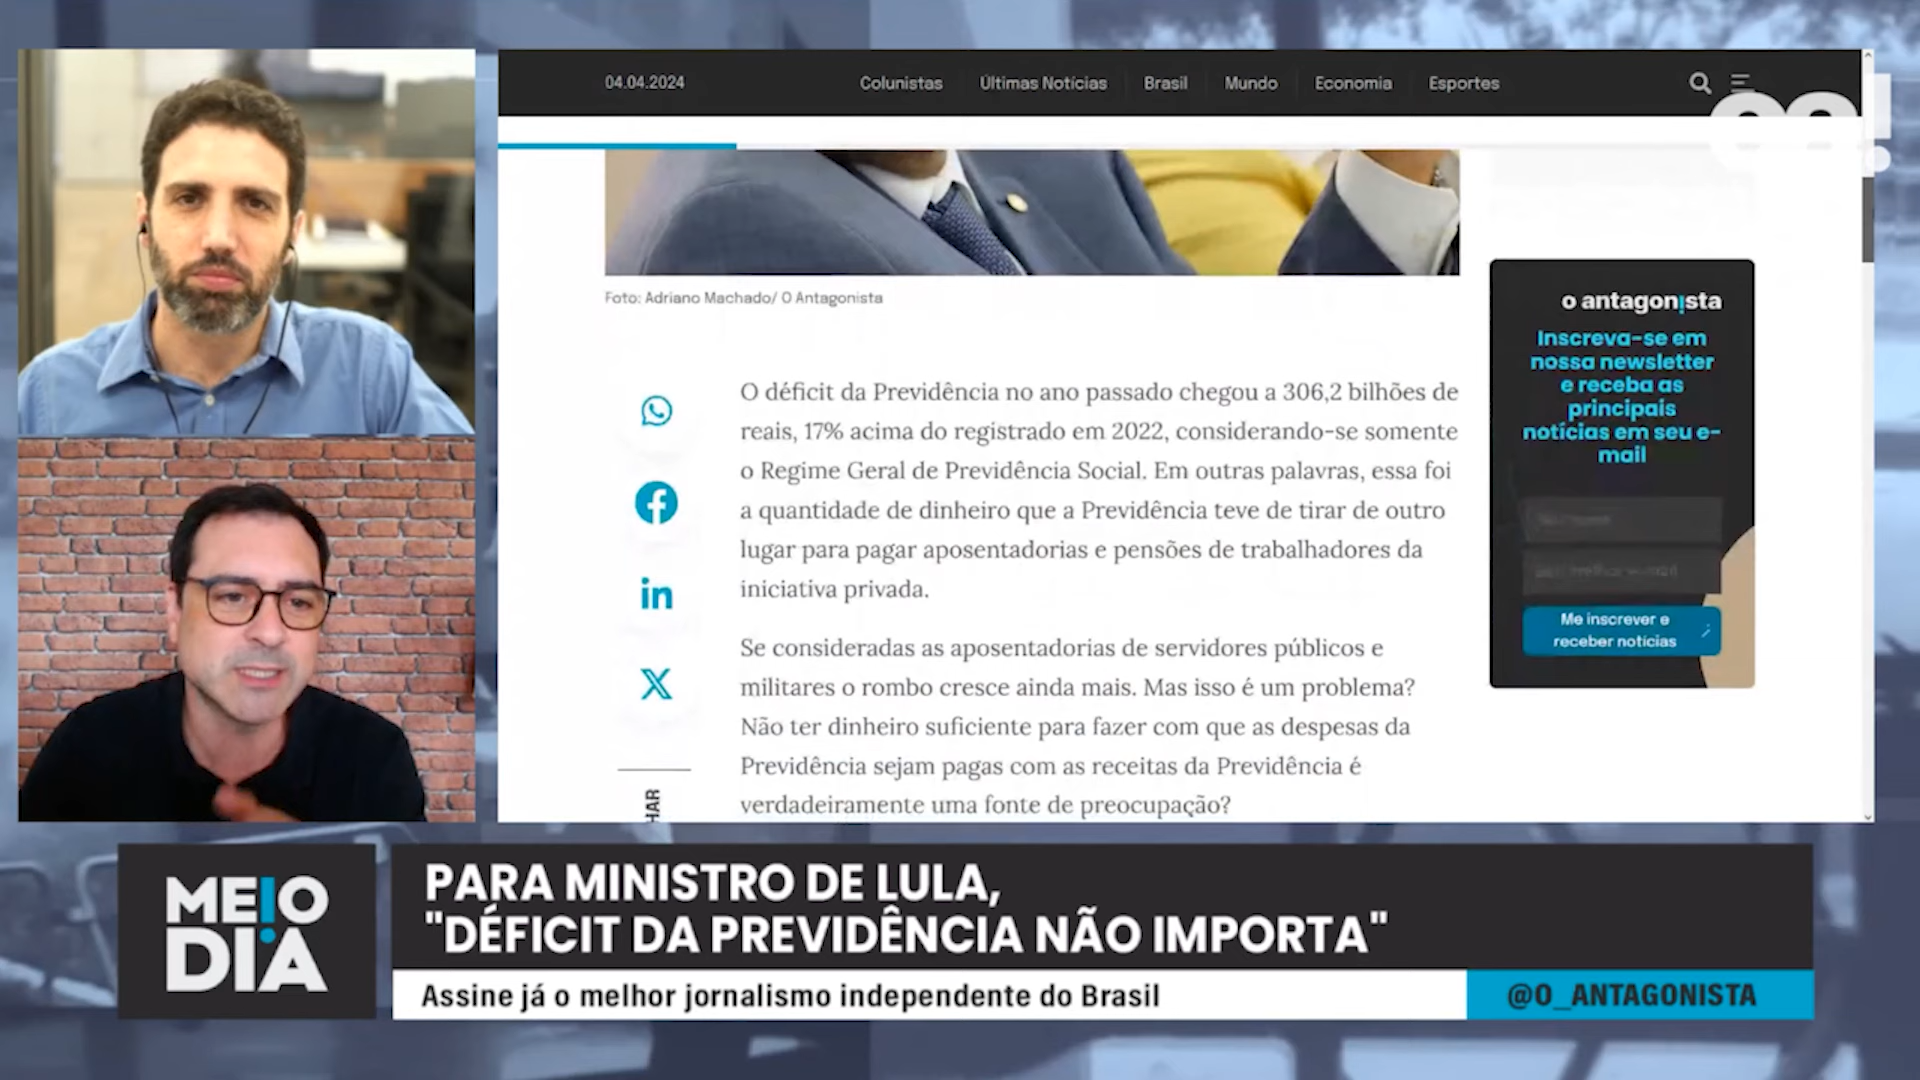 04.04.2024
Colunistas
Últimas Notícias
Brasil
Mundo
Economia
Esportes
Foto: Adriano Machado/ O Antagonista
O déficit da Previdência no ano passado chegou a 306,2 bilhões de
reais, 17% acima do registrado em 2022, considerando-se somente
o Regime Geral de Previdência Social. Em outras palavras, essa foi
a quantidade de dinheiro que a Previdência teve de tirar de outro
lugar para pagar aposentadorias e pensões de trabalhadores da
iniciativa privada.
Se consideradas as aposentadorias de servidores públicos e
militares o rombo cresce ainda mais. Mas isso é um problema?
Não ter dinheiro suficiente para fazer com que as despesas da
Previdência sejam pagas com as receitas da Previdência é
verdadeiramente uma fonte de preocupação?
HAR
o antagonista
Inscreva-se em
nossa newsletter
e receba as
principais
notícias em seu e-
mail
Me inscrever e
receber notícias
MEIO
DIA
PARA MINISTRO DE LULA,
"DÉFICIT DA PREVIDÊNCIA NÃO IMPORTA"
Assine já o melhor jornalismo independente do Brasil
@O_ANTAGONISTA